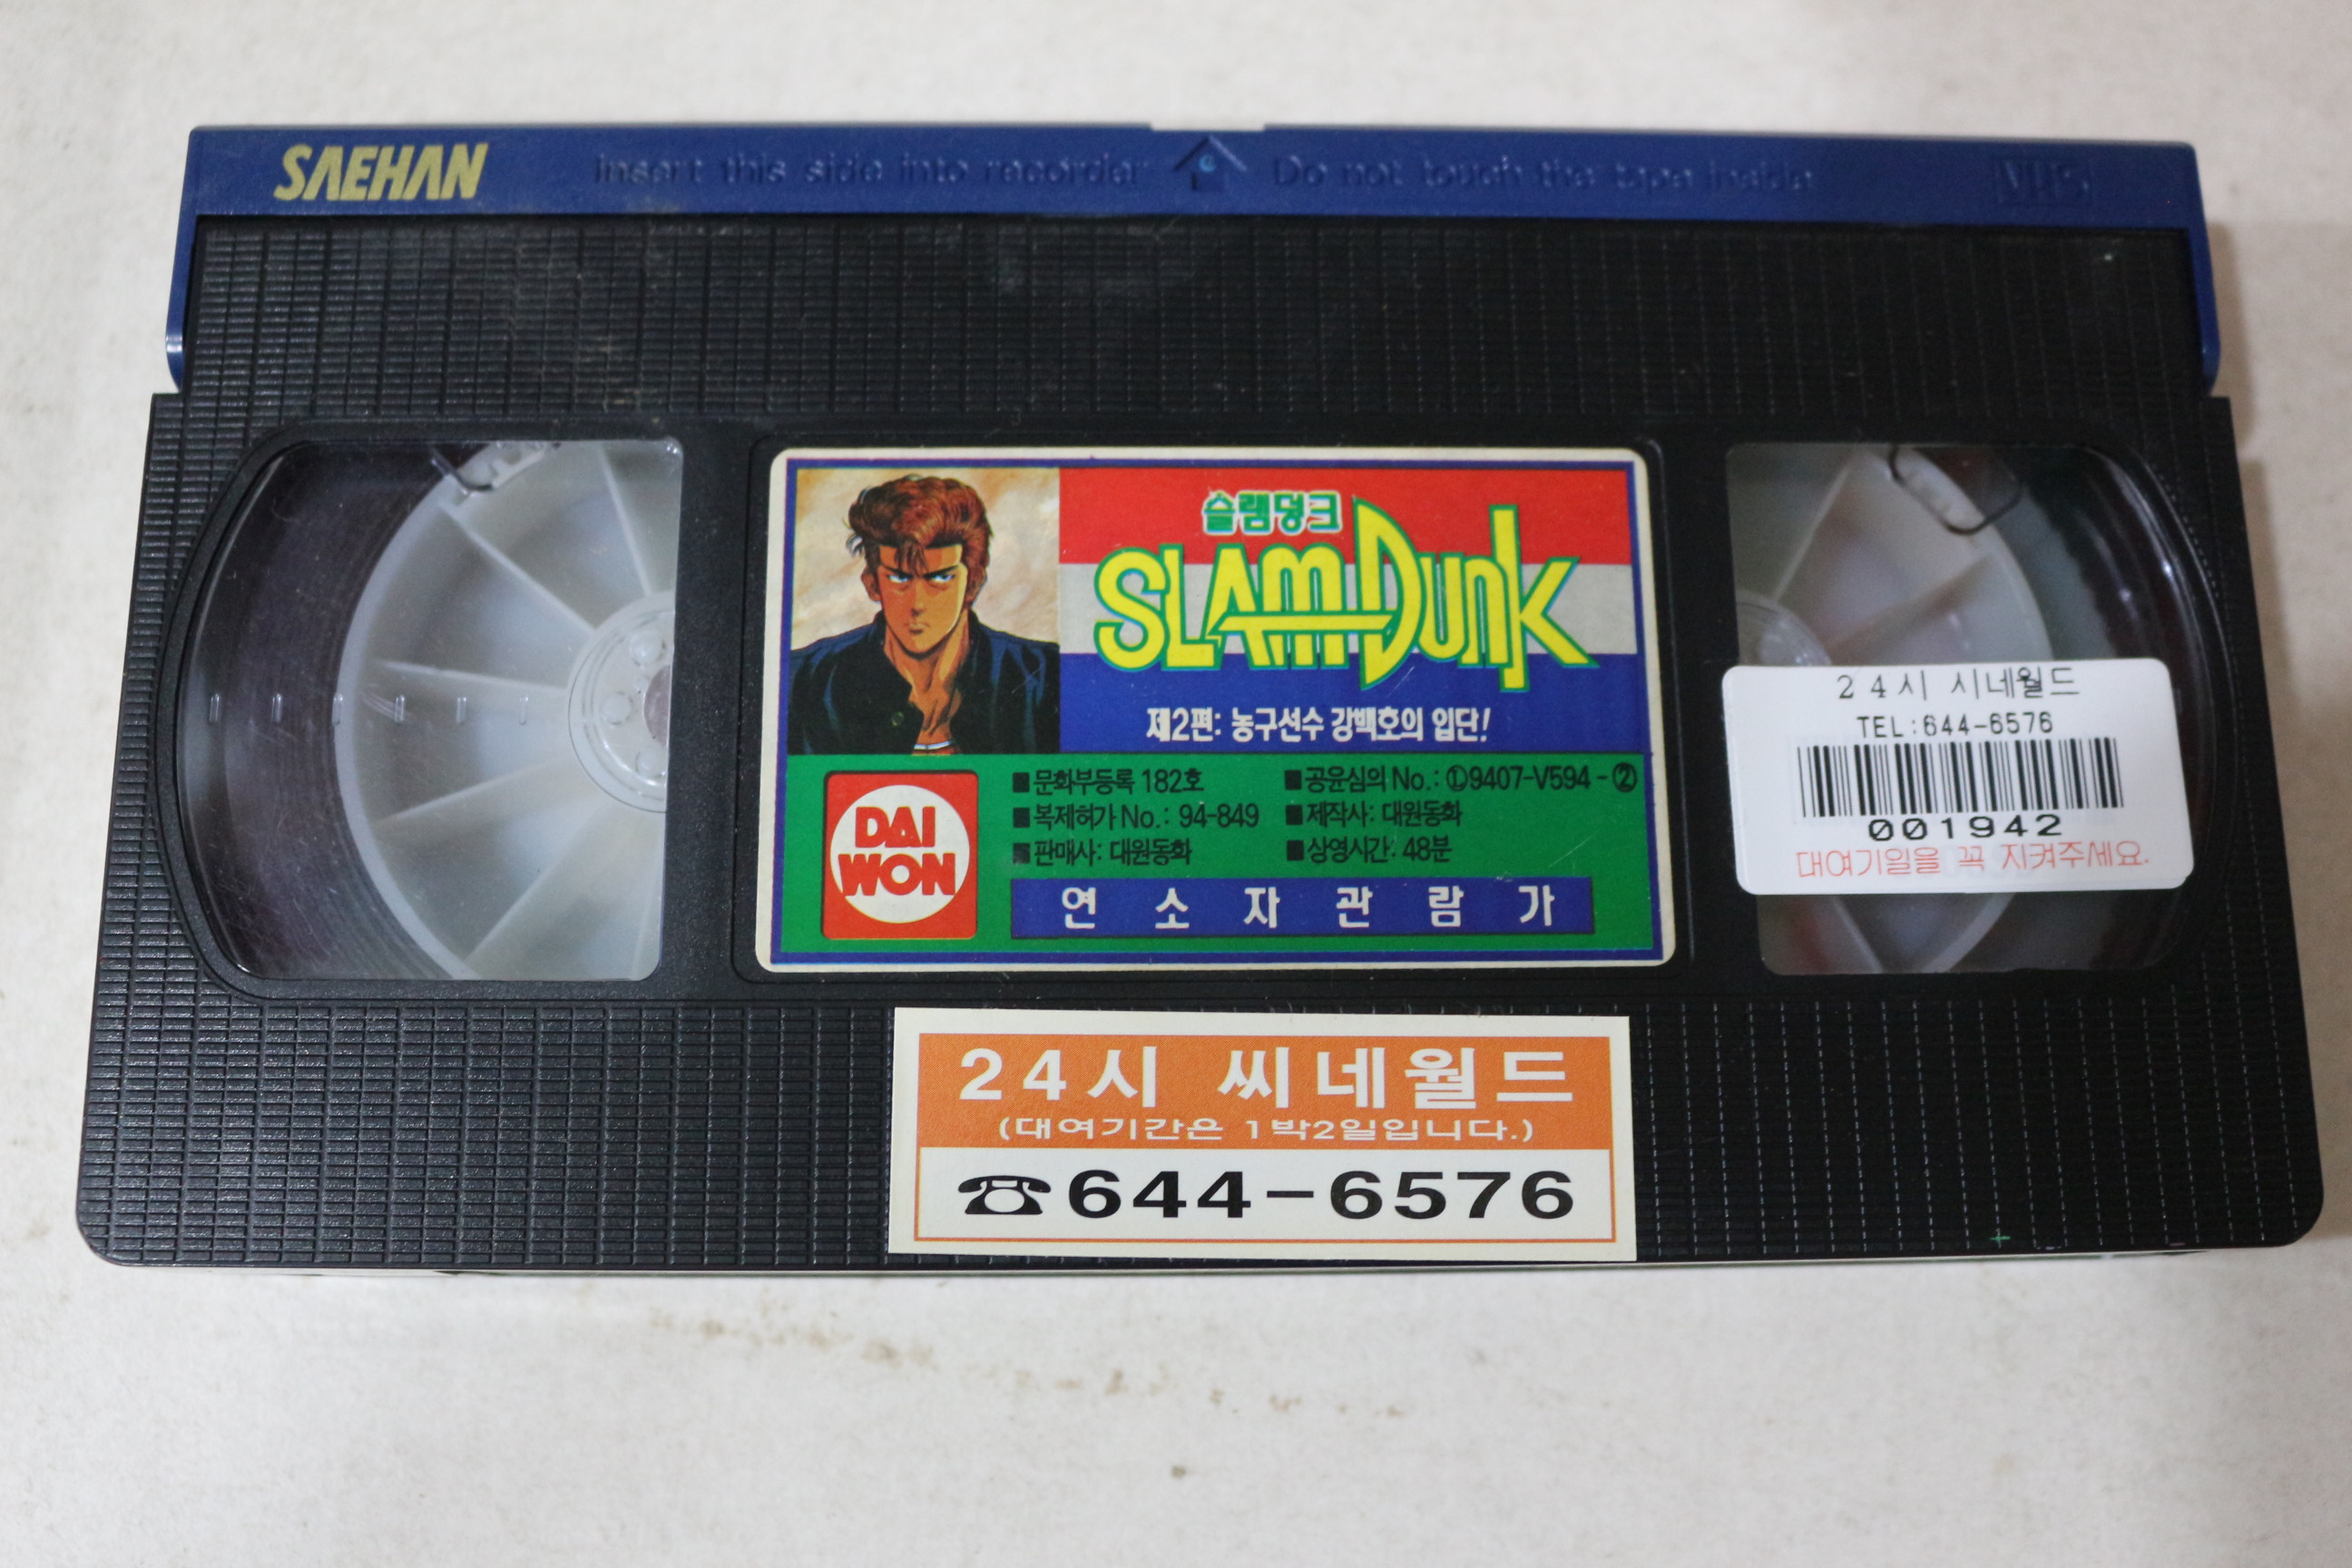 SAEHAN
Insert this side into recorder Do not touch the tape inside VHS
슬램덩크
SLAM DUNK
제2편: 농구선수 강백호의 입단!
DAI
WON
■문화부등록 182호
■공윤심의 No.: ①9407-V594-②
■복제허가 No.: 94-849
■제작사: 대원동화
■판매사: 대원동화
■상영시간: 48분
연소자관람가
24시 시네월드
TEL:644-6576
001942
대여기일을 꼭 지켜주세요.
24시 씨네월드
(대여기간은 1박2일입니다.)
☎644-6576